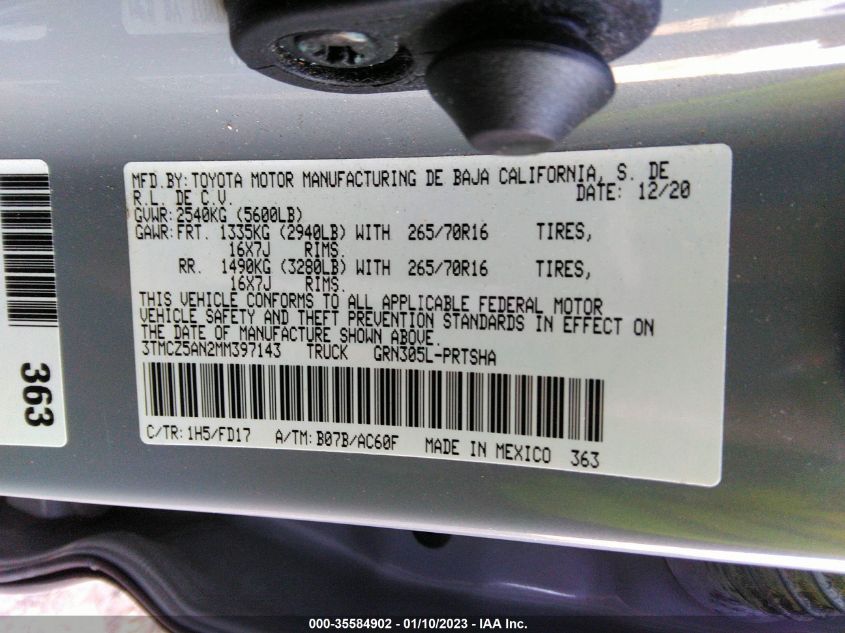 363
MFD.BY:TOYOTA MOTOR MANUFACTURING DE BAJA CALIFORNIA, S. DE
R.L. DE C.V. DATE: 12/20
GVWR:2540KG (5600LB)
GAWR:FRT. 1335KG (2940LB) WITH 265/70R16 TIRES,
16X7J RIMS.
RR. 1490KG (3280LB) WITH 265/70R16 TIRES,
16X7J RIMS.
THIS VEHICLE CONFORMS TO ALL APPLICABLE FEDERAL MOTOR
VEHICLE SAFETY AND THEFT PREVENTION STANDARDS IN EFFECT ON
THE DATE OF MANUFACTURE SHOWN ABOVE.
3TMCZ5AN2MM397143 TRUCK GRN305L-PRTSHA
C/TR:1H5/FD17 A/TM:B07B/AC60F MADE IN MEXICO 363
000-35584902 - 01/10/2023 - IAA Inc.